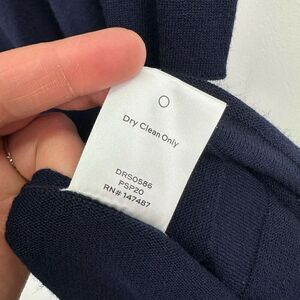 Dry Clean Only
DRS0586
PSP20
RN# 147487